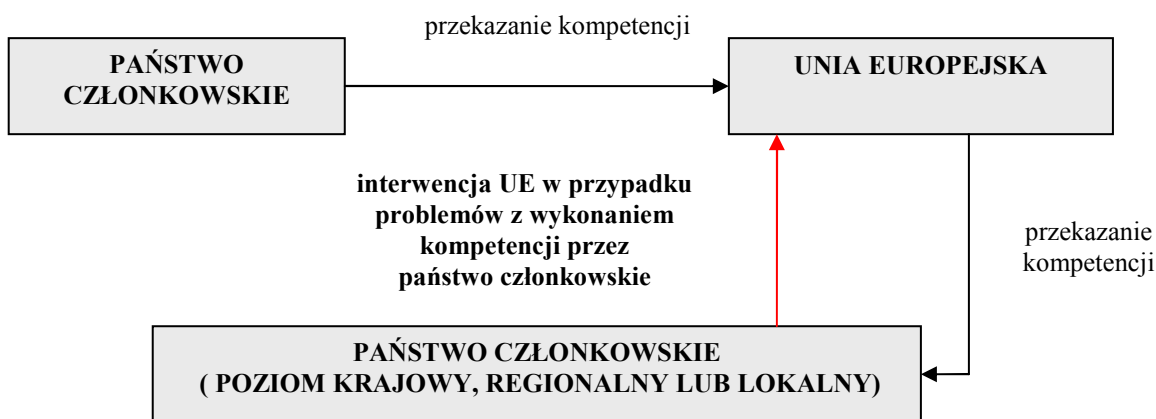 przekazanie kompetencji
PAŃSTWO
CZŁONKOWSKIE
UNIA EUROPEJSKA
interwencja UE w przypadku
problemów z wykonaniem
kompetencji przez
państwo członkowskie
przekazanie
kompetencji
PAŃSTWO CZŁONKOWSKIE
( POZIOM KRAJOWY, REGIONALNY LUB LOKALNY)